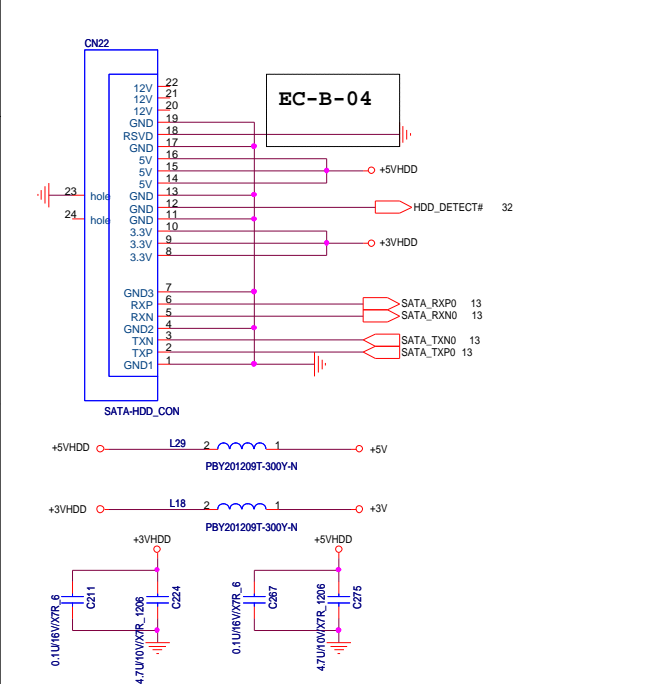 CN22
12V 22
12V 21
12V 20
GND 19
RSVD 18
GND 17
5V 16
5V 15
5V 14
GND 13
GND 12
GND 11
3.3V 10
3.3V 9
3.3V 8
GND3 7
RXP 6
RXN 5
GND2 4
TXN 3
TXP 2
GND1 1
23 hole
24 hole
EC-B-04
+5VHDD
HDD_DETECT# 32
+3VHDD
SATA_RXP0 13
SATA_RXN0 13
SATA_TXN0 13
SATA_TXP0 13
SATA-HDD_CON
+5VHDD L29 2 1 +5V
PBY201209T-300Y-N
+3VHDD L18 2 1 +3V
PBY201209T-300Y-N
+3VHDD
+5VHDD
0.1U/16V/X7R_6
C211
4.7U/10V/X7R_1206
C224
0.1U/16V/X7R_6
C267
4.7U/10V/X7R_1206
C275